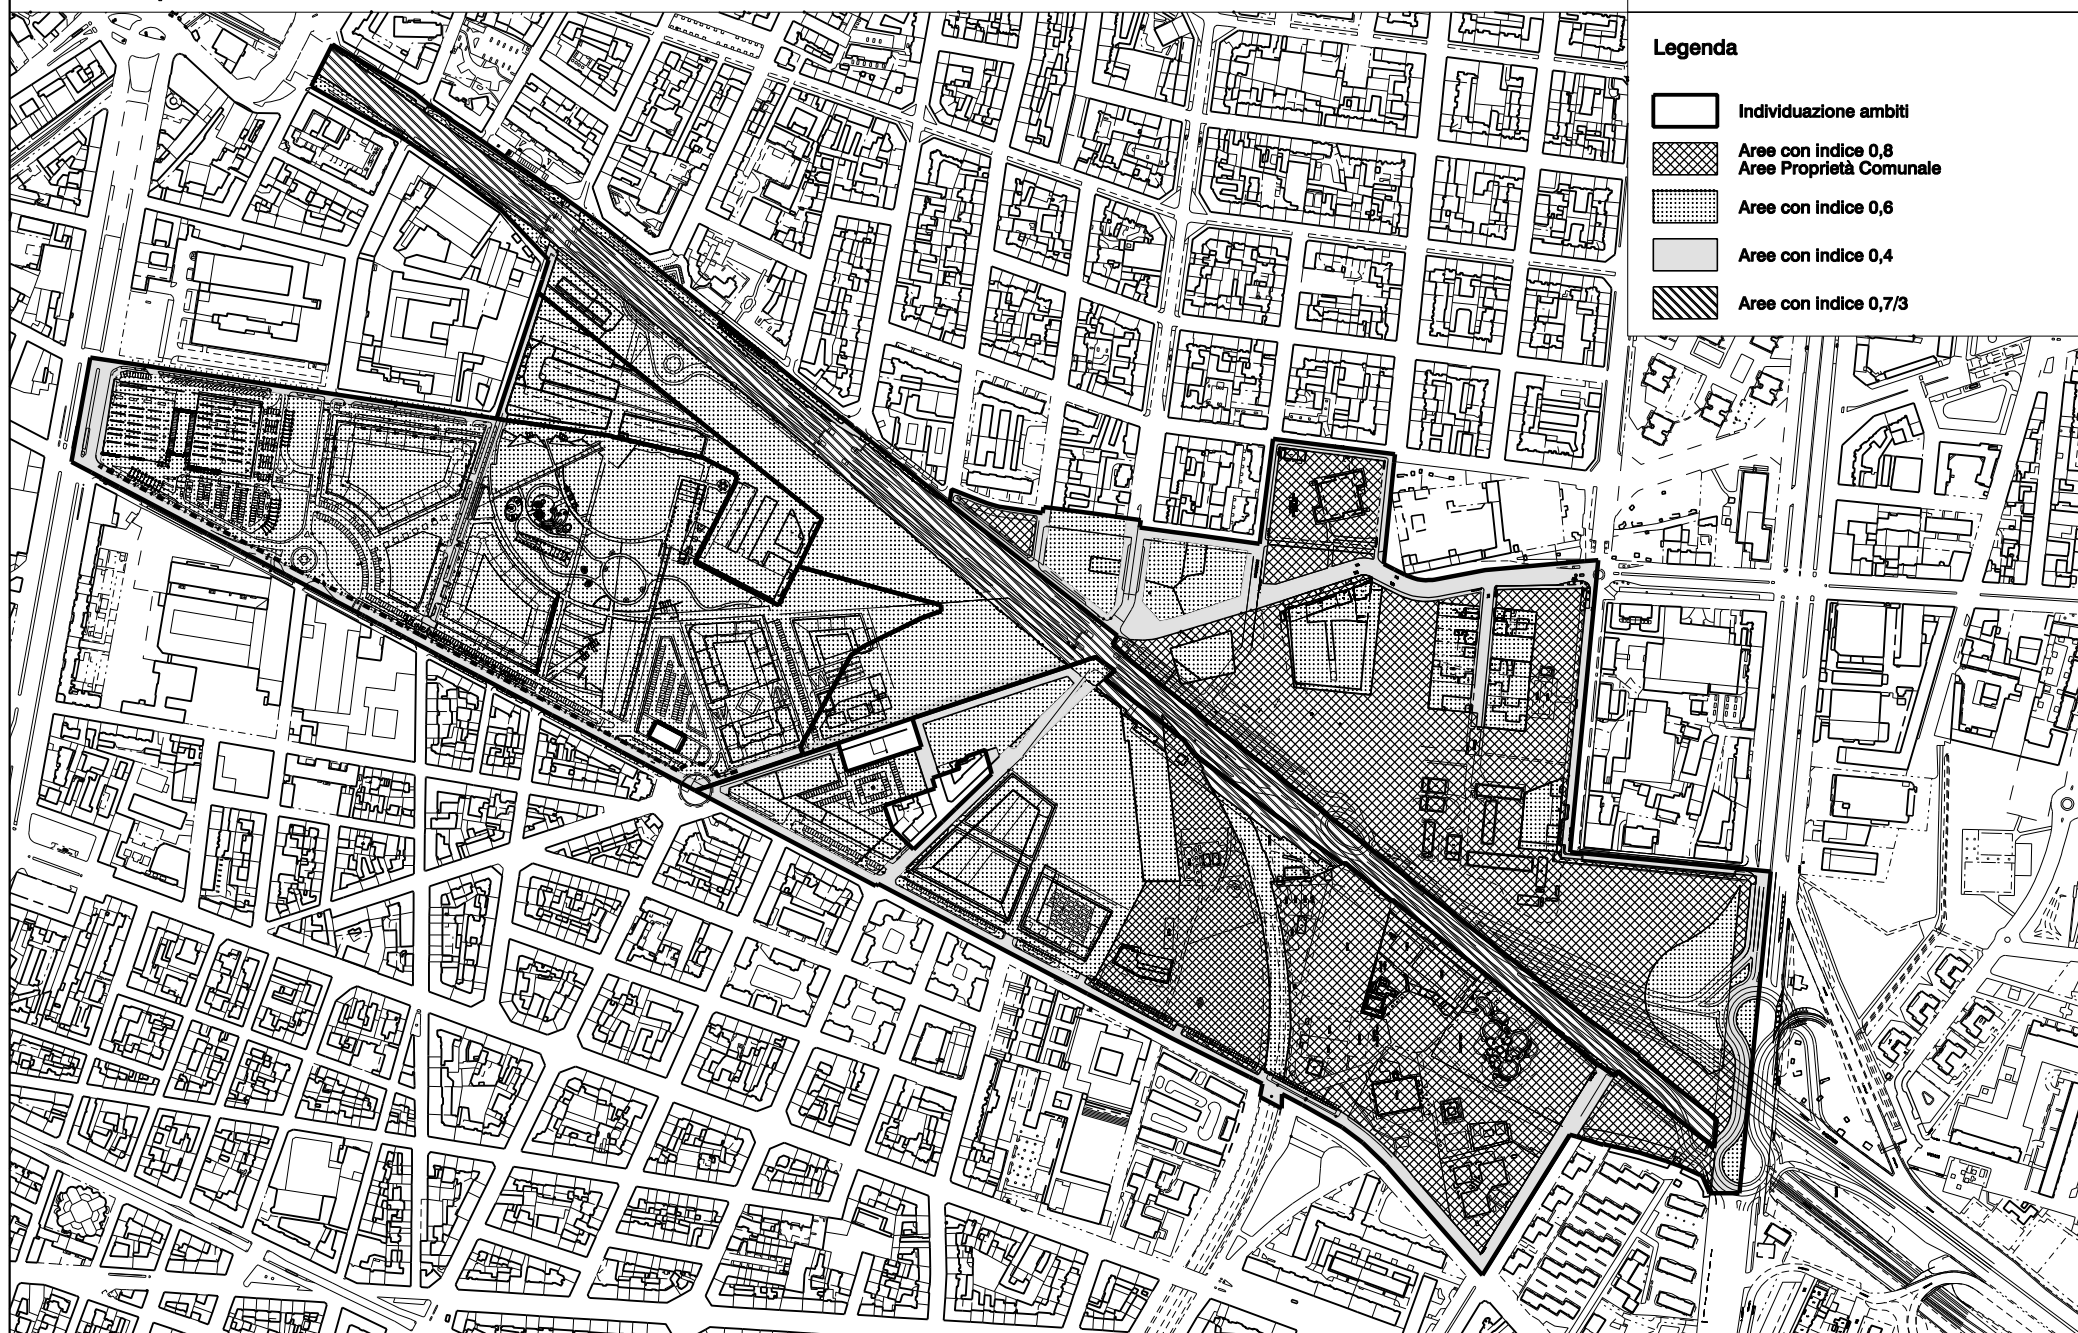 Legenda
Individuazione ambiti
Aree con indice 0,8
Aree Proprietà Comunale
Aree con indice 0,6
Aree con indice 0,4
Aree con indice 0,7/3